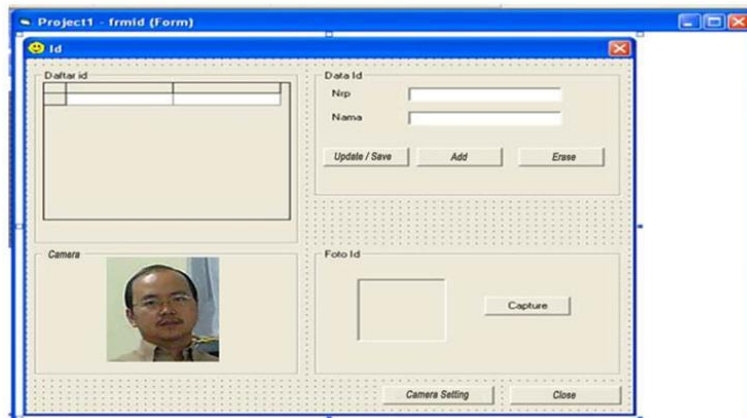 Project1 - frmid (Form)
Id
Daftar id
Data Id
Nrp
Nama
Update / Save
Add
Erase
Camera
Foto Id
Capture
Camera Setting
Close